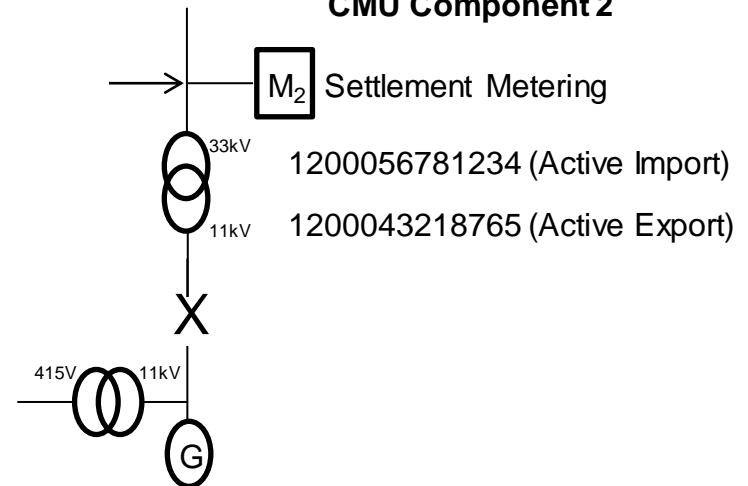 CMU Component 2
M2 Settlement Metering
33kV
1200056781234 (Active Import)
1200043218765 (Active Export)
11kV
X
415V 11kV
G